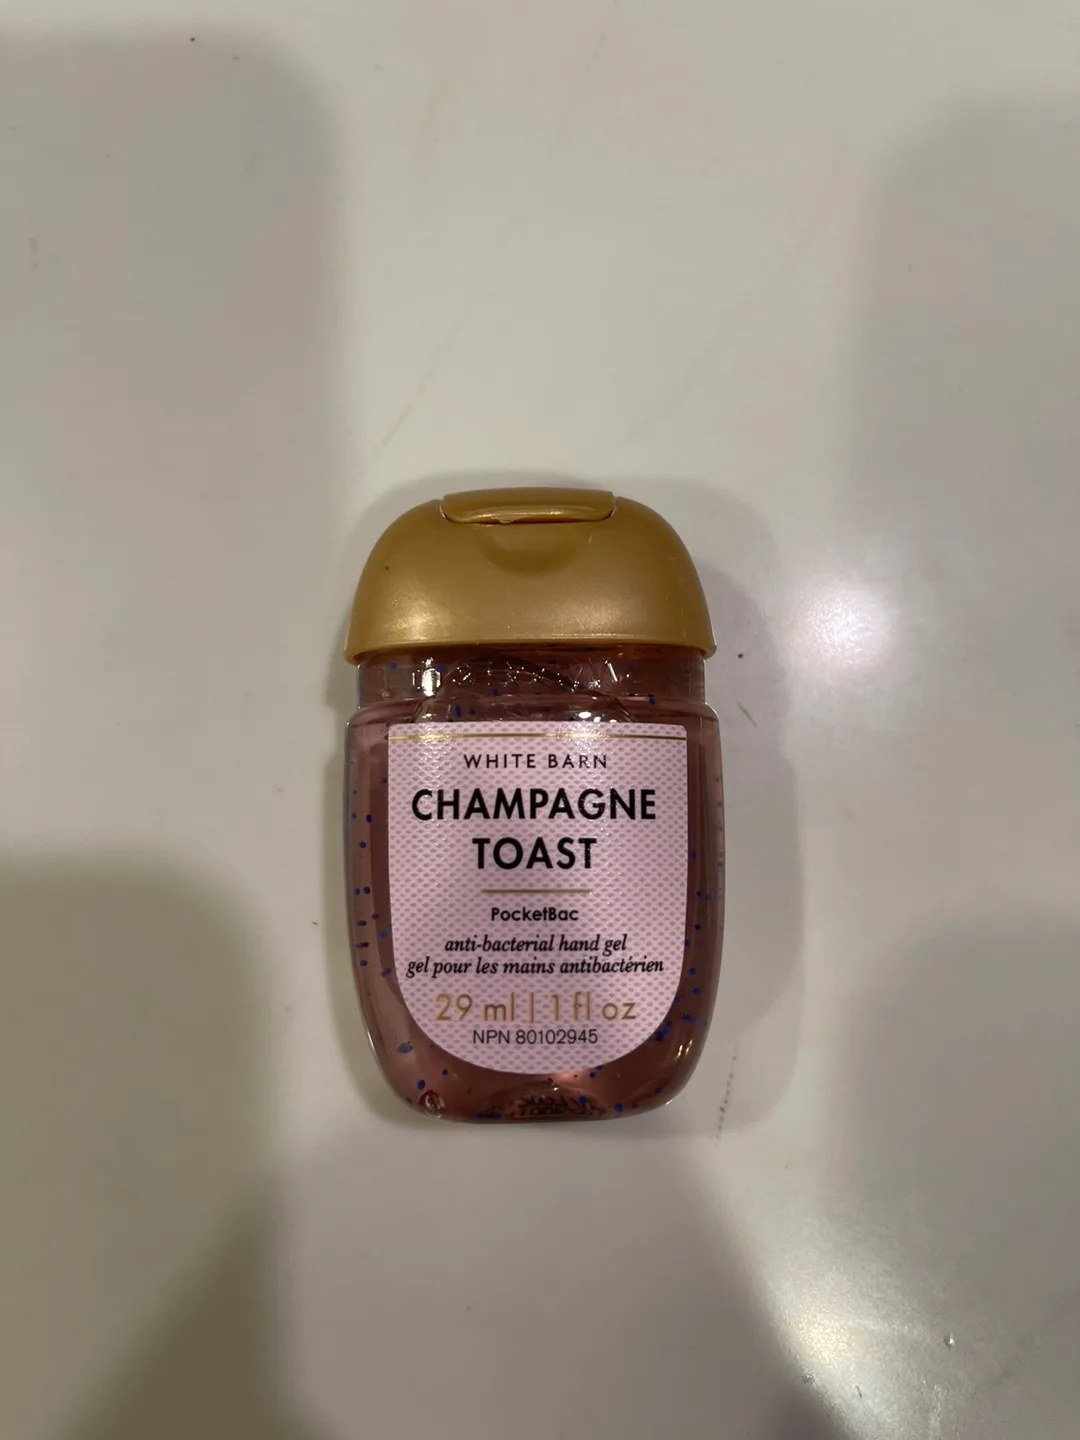 WHITE BARN
CHAMPAGNE
TOAST
PocketBac
anti-bacterial hand gel
gel pour les mains antibactérien
29 ml | 1 fl oz
NPN 80102945